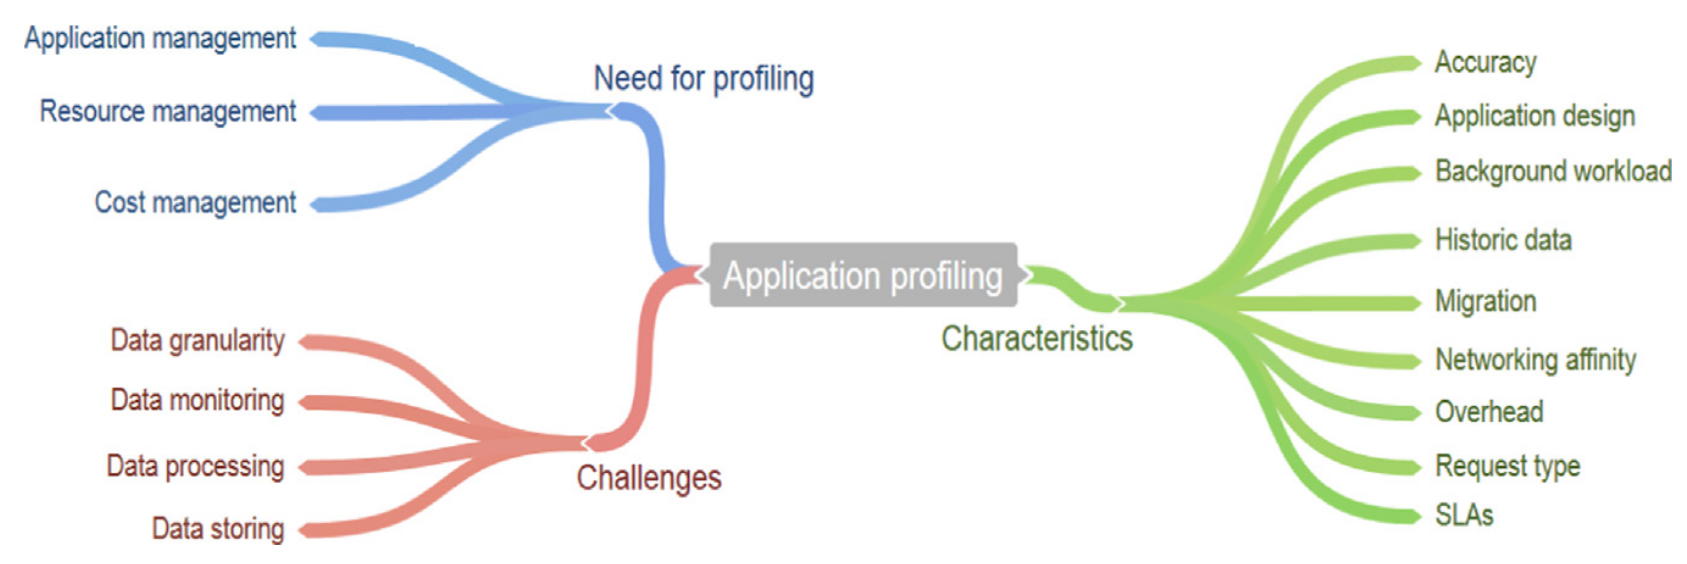 Application management
Resource management
Cost management
Need for profiling
Data granularity
Data monitoring
Data processing
Data storing
Challenges
Application profiling
Characteristics
Accuracy
Application design
Background workload
Historic data
Migration
Networking affinity
Overhead
Request type
SLAs